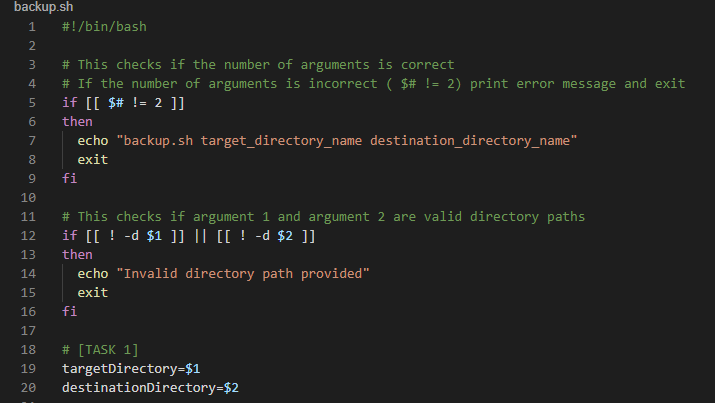 backup.sh
1 #!/bin/bash
2
3 # This checks if the number of arguments is correct
4 # If the number of arguments is incorrect ( $# != 2) print error message and exit
5 if [[ $# != 2 ]]
6 then
7   echo "backup.sh target_directory_name destination_directory_name"
8   exit
9 fi
10
11 # This checks if argument 1 and argument 2 are valid directory paths
12 if [[ ! -d $1 ]] || [[ ! -d $2 ]]
13 then
14   echo "Invalid directory path provided"
15   exit
16 fi
17
18 # [TASK 1]
19 targetDirectory=$1
20 destinationDirectory=$2